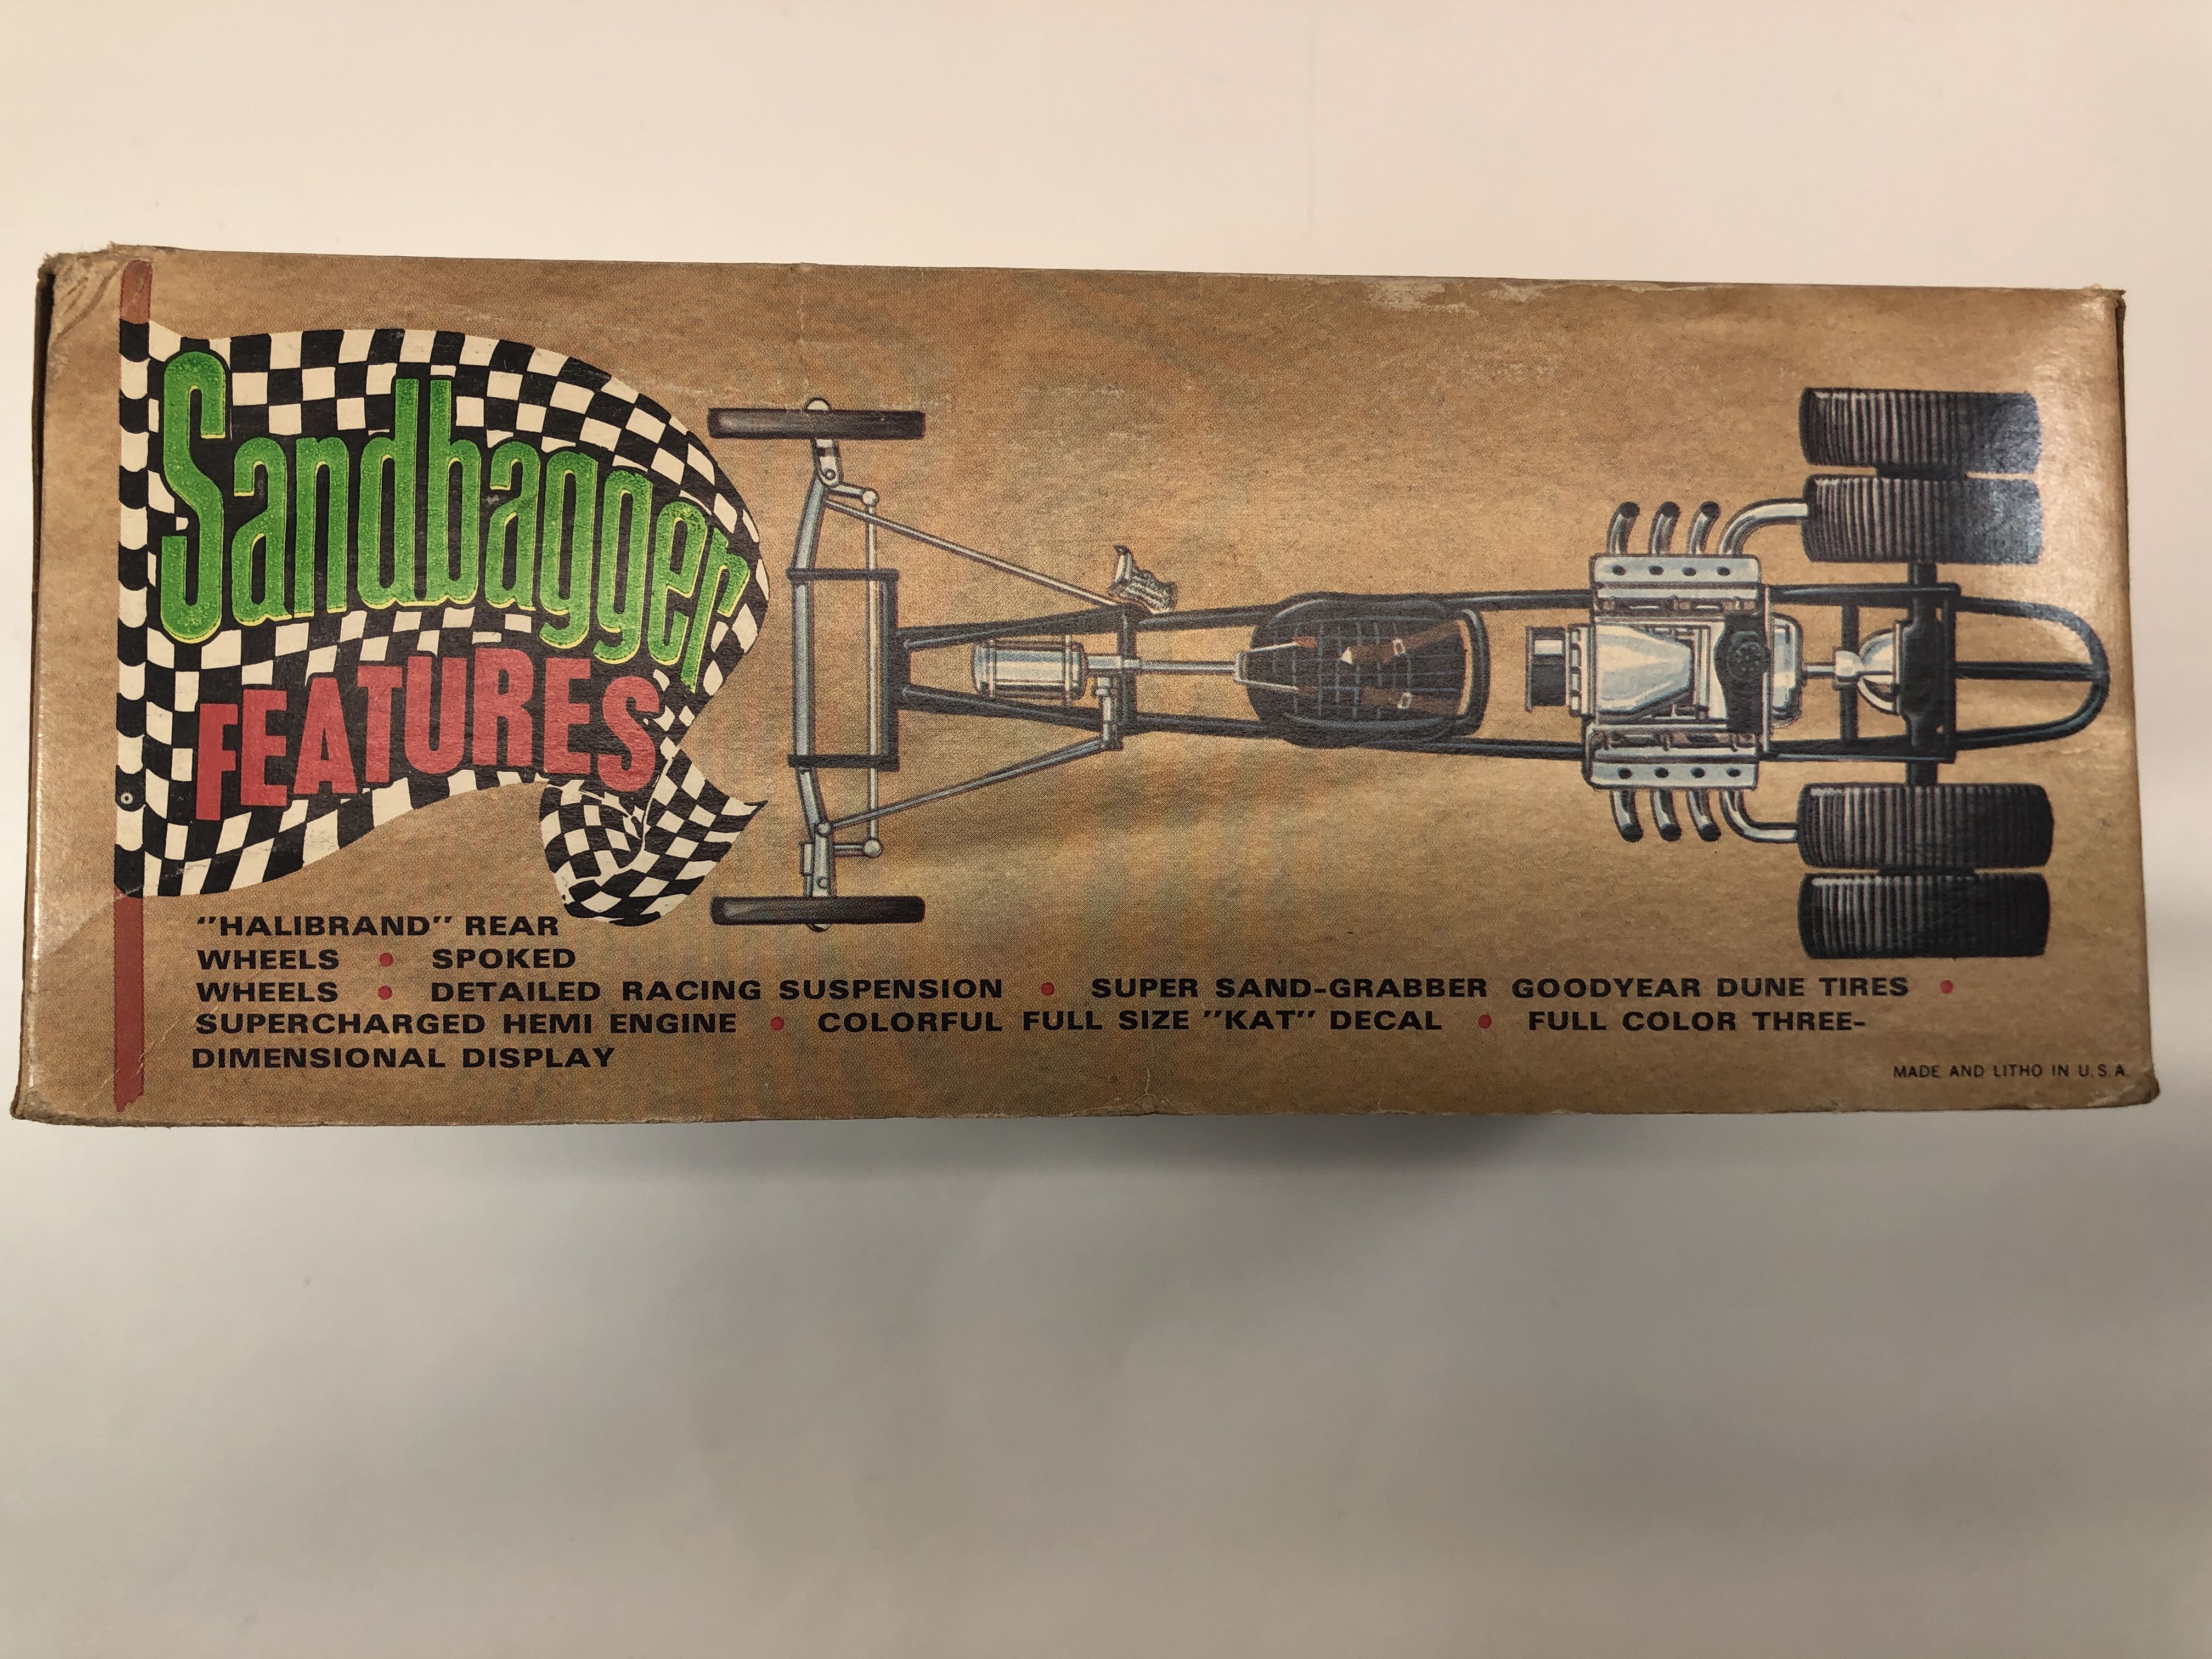 Sandbagger
FEATURES
"HALIBRAND" REAR
WHEELS • SPOKED
WHEELS • DETAILED RACING SUSPENSION • SUPER SAND-GRABBER GOODYEAR DUNE TIRES •
SUPERCHARGED HEMI ENGINE • COLORFUL FULL SIZE "KAT" DECAL • FULL COLOR THREE-
DIMENSIONAL DISPLAY
MADE AND LITHO IN U.S.A.